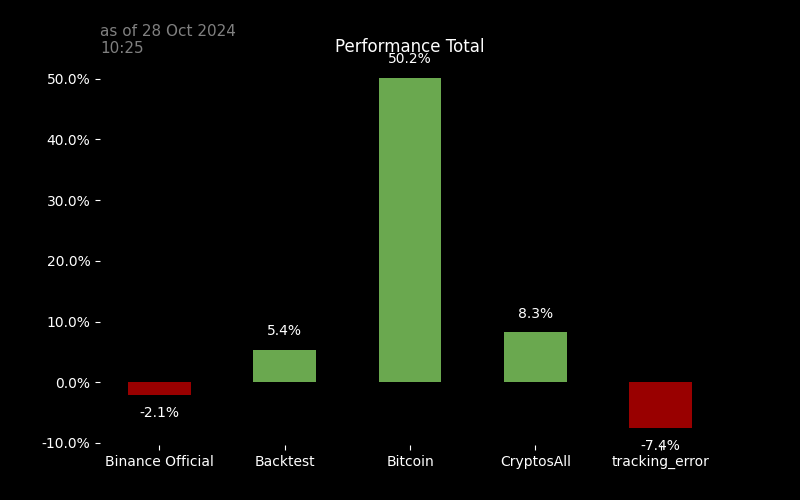 as of 28 Oct 2024
10:25
Performance Total
50.2%
50.0%
40.0%
30.0%
20.0%
10.0%
0.0%
-10.0%
5.4%
8.3%
-2.1%
-7.4%
Binance Official
Backtest
Bitcoin
CryptosAll
tracking_error